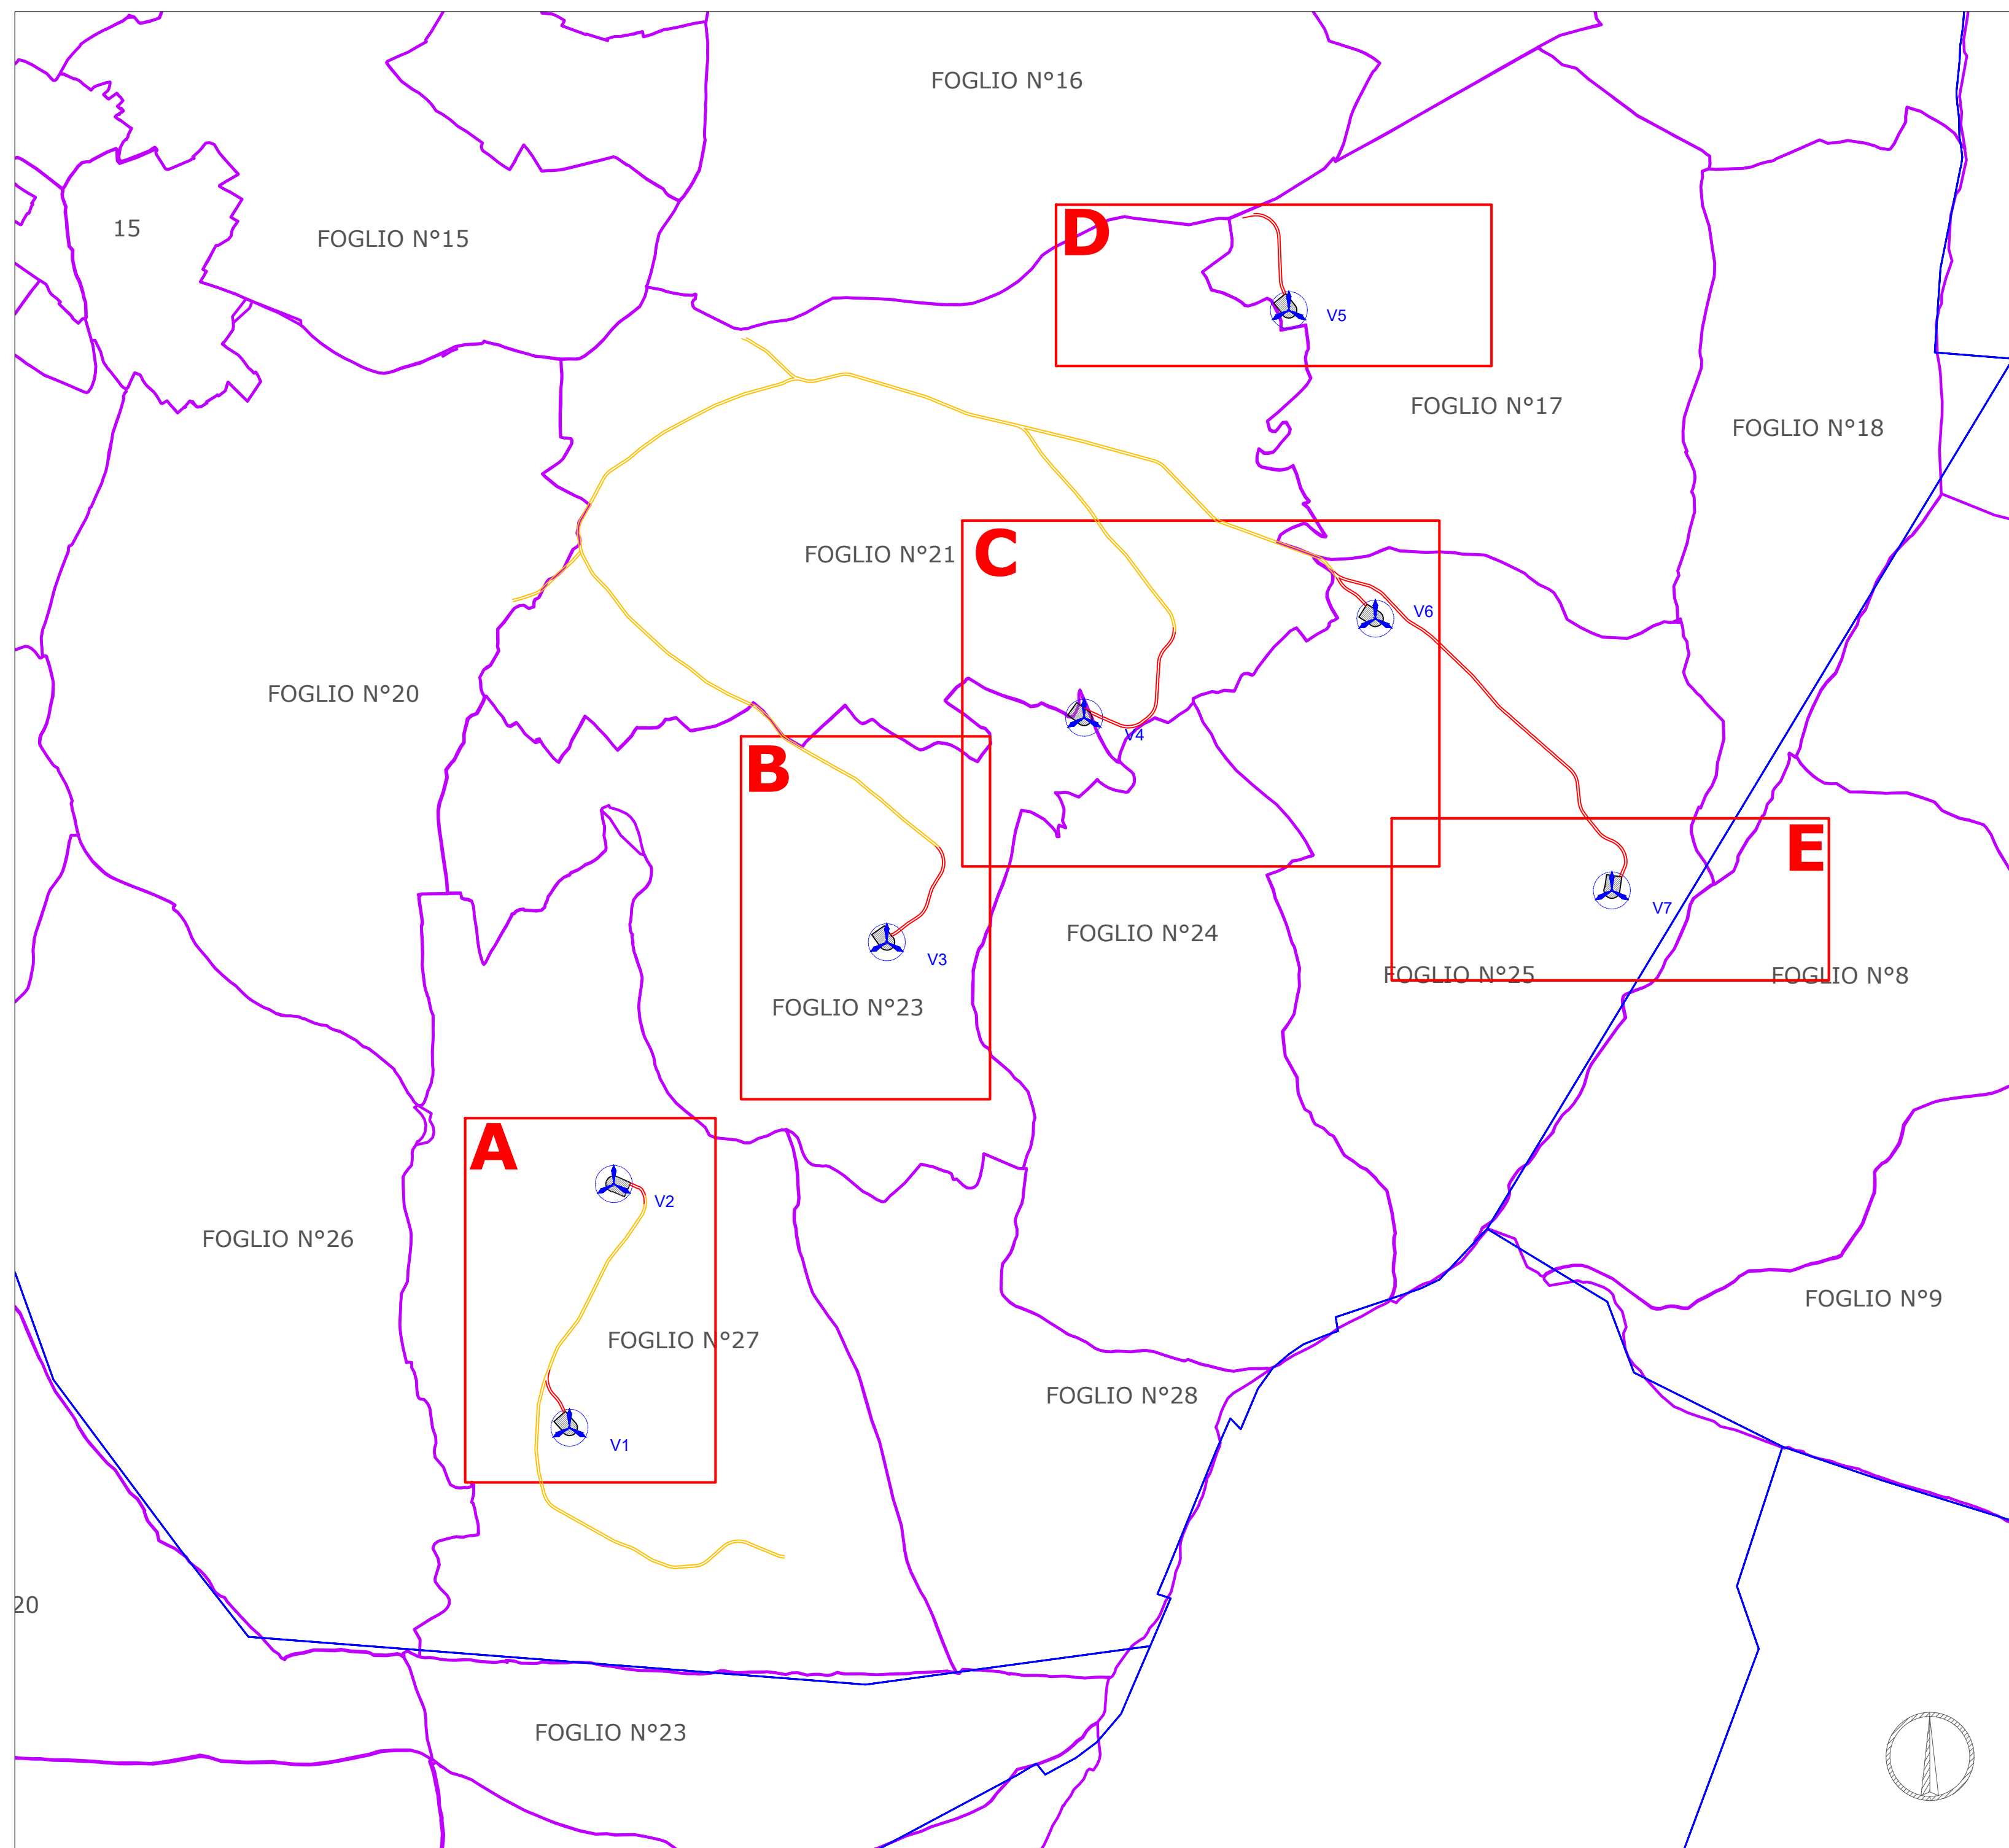 FOGLIO N°16
15
FOGLIO N°15
D
V5
FOGLIO N°17
FOGLIO N°18
FOGLIO N°21
C
V6
FOGLIO N°20
V4
B
E
V7
FOGLIO N°24
V3
FOGLIO N°25
FOGLIO N°8
FOGLIO N°23
A
V2
FOGLIO N°26
FOGLIO N°9
FOGLIO N°27
FOGLIO N°28
V1
20
FOGLIO N°23